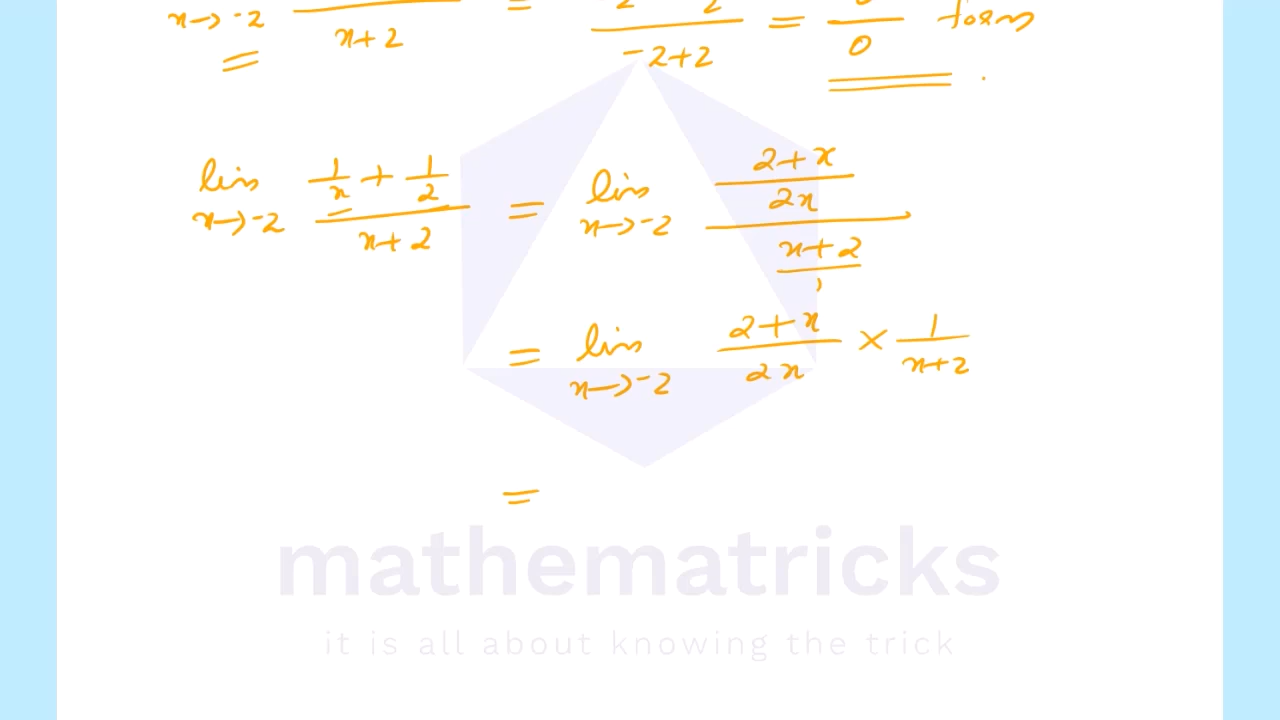 x→-2 x+2 = -2+2 = 0 form
=
lim x→-2 (1/x + 1/2)/(x+2) = lim x→-2 ((2+x)/(2x))/((x+2)/1)
= lim x→-2 (2+x)/(2x) × 1/(x+2)
=
mathematricks
it is all about knowing the trick